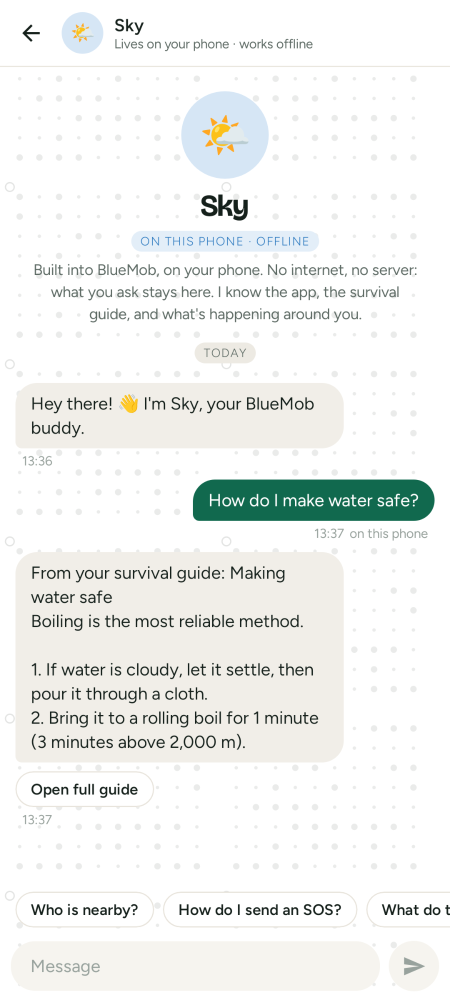 Sky
Lives on your phone · works offline
Sky
ON THIS PHONE · OFFLINE
Built into BlueMob, on your phone. No internet, no server:
what you ask stays here. I know the app, the survival
guide, and what's happening around you.
TODAY
Hey there! 👋 I'm Sky, your BlueMob
buddy.
13:36
How do I make water safe?
13:37 on this phone
From your survival guide: Making
water safe
Boiling is the most reliable method.
1. If water is cloudy, let it settle, then
pour it through a cloth.
2. Bring it to a rolling boil for 1 minute
(3 minutes above 2,000 m).
Open full guide
13:37
Who is nearby?
How do I send an SOS?
What do t
Message